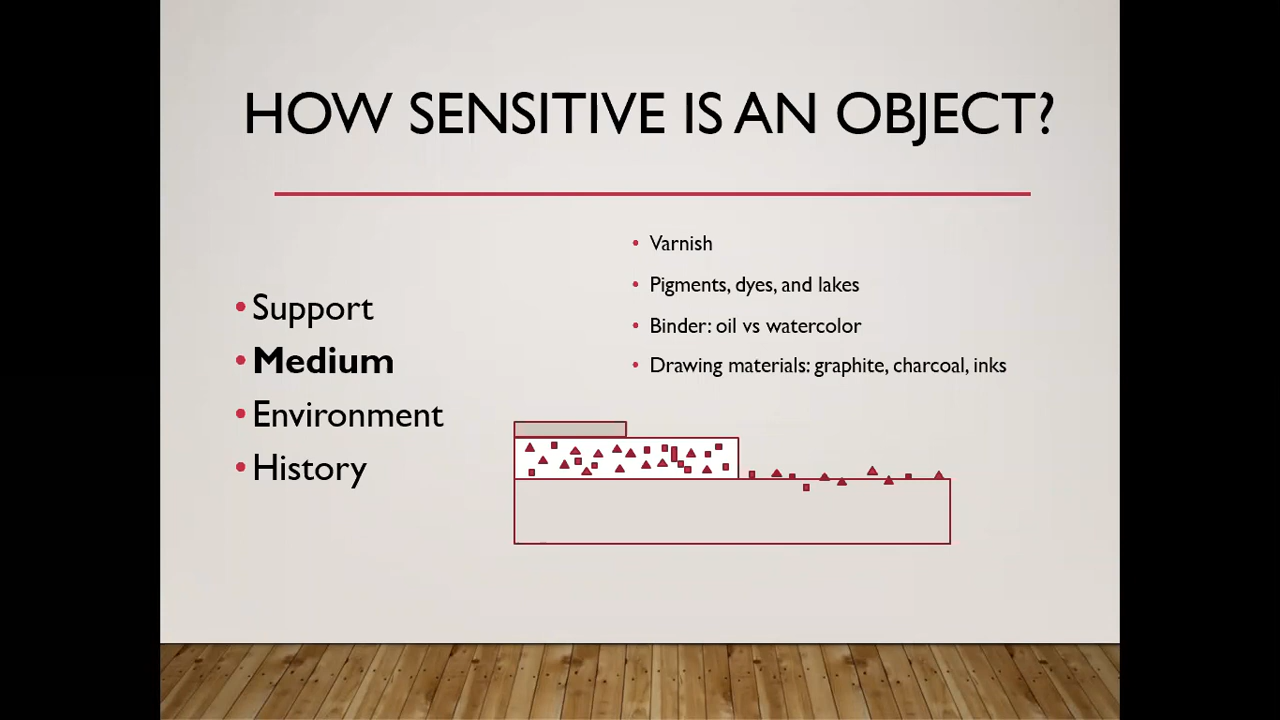 HOW SENSITIVE IS AN OBJECT?
• Support
• Medium
• Environment
• History
• Varnish
• Pigments, dyes, and lakes
• Binder: oil vs watercolor
• Drawing materials: graphite, charcoal, inks